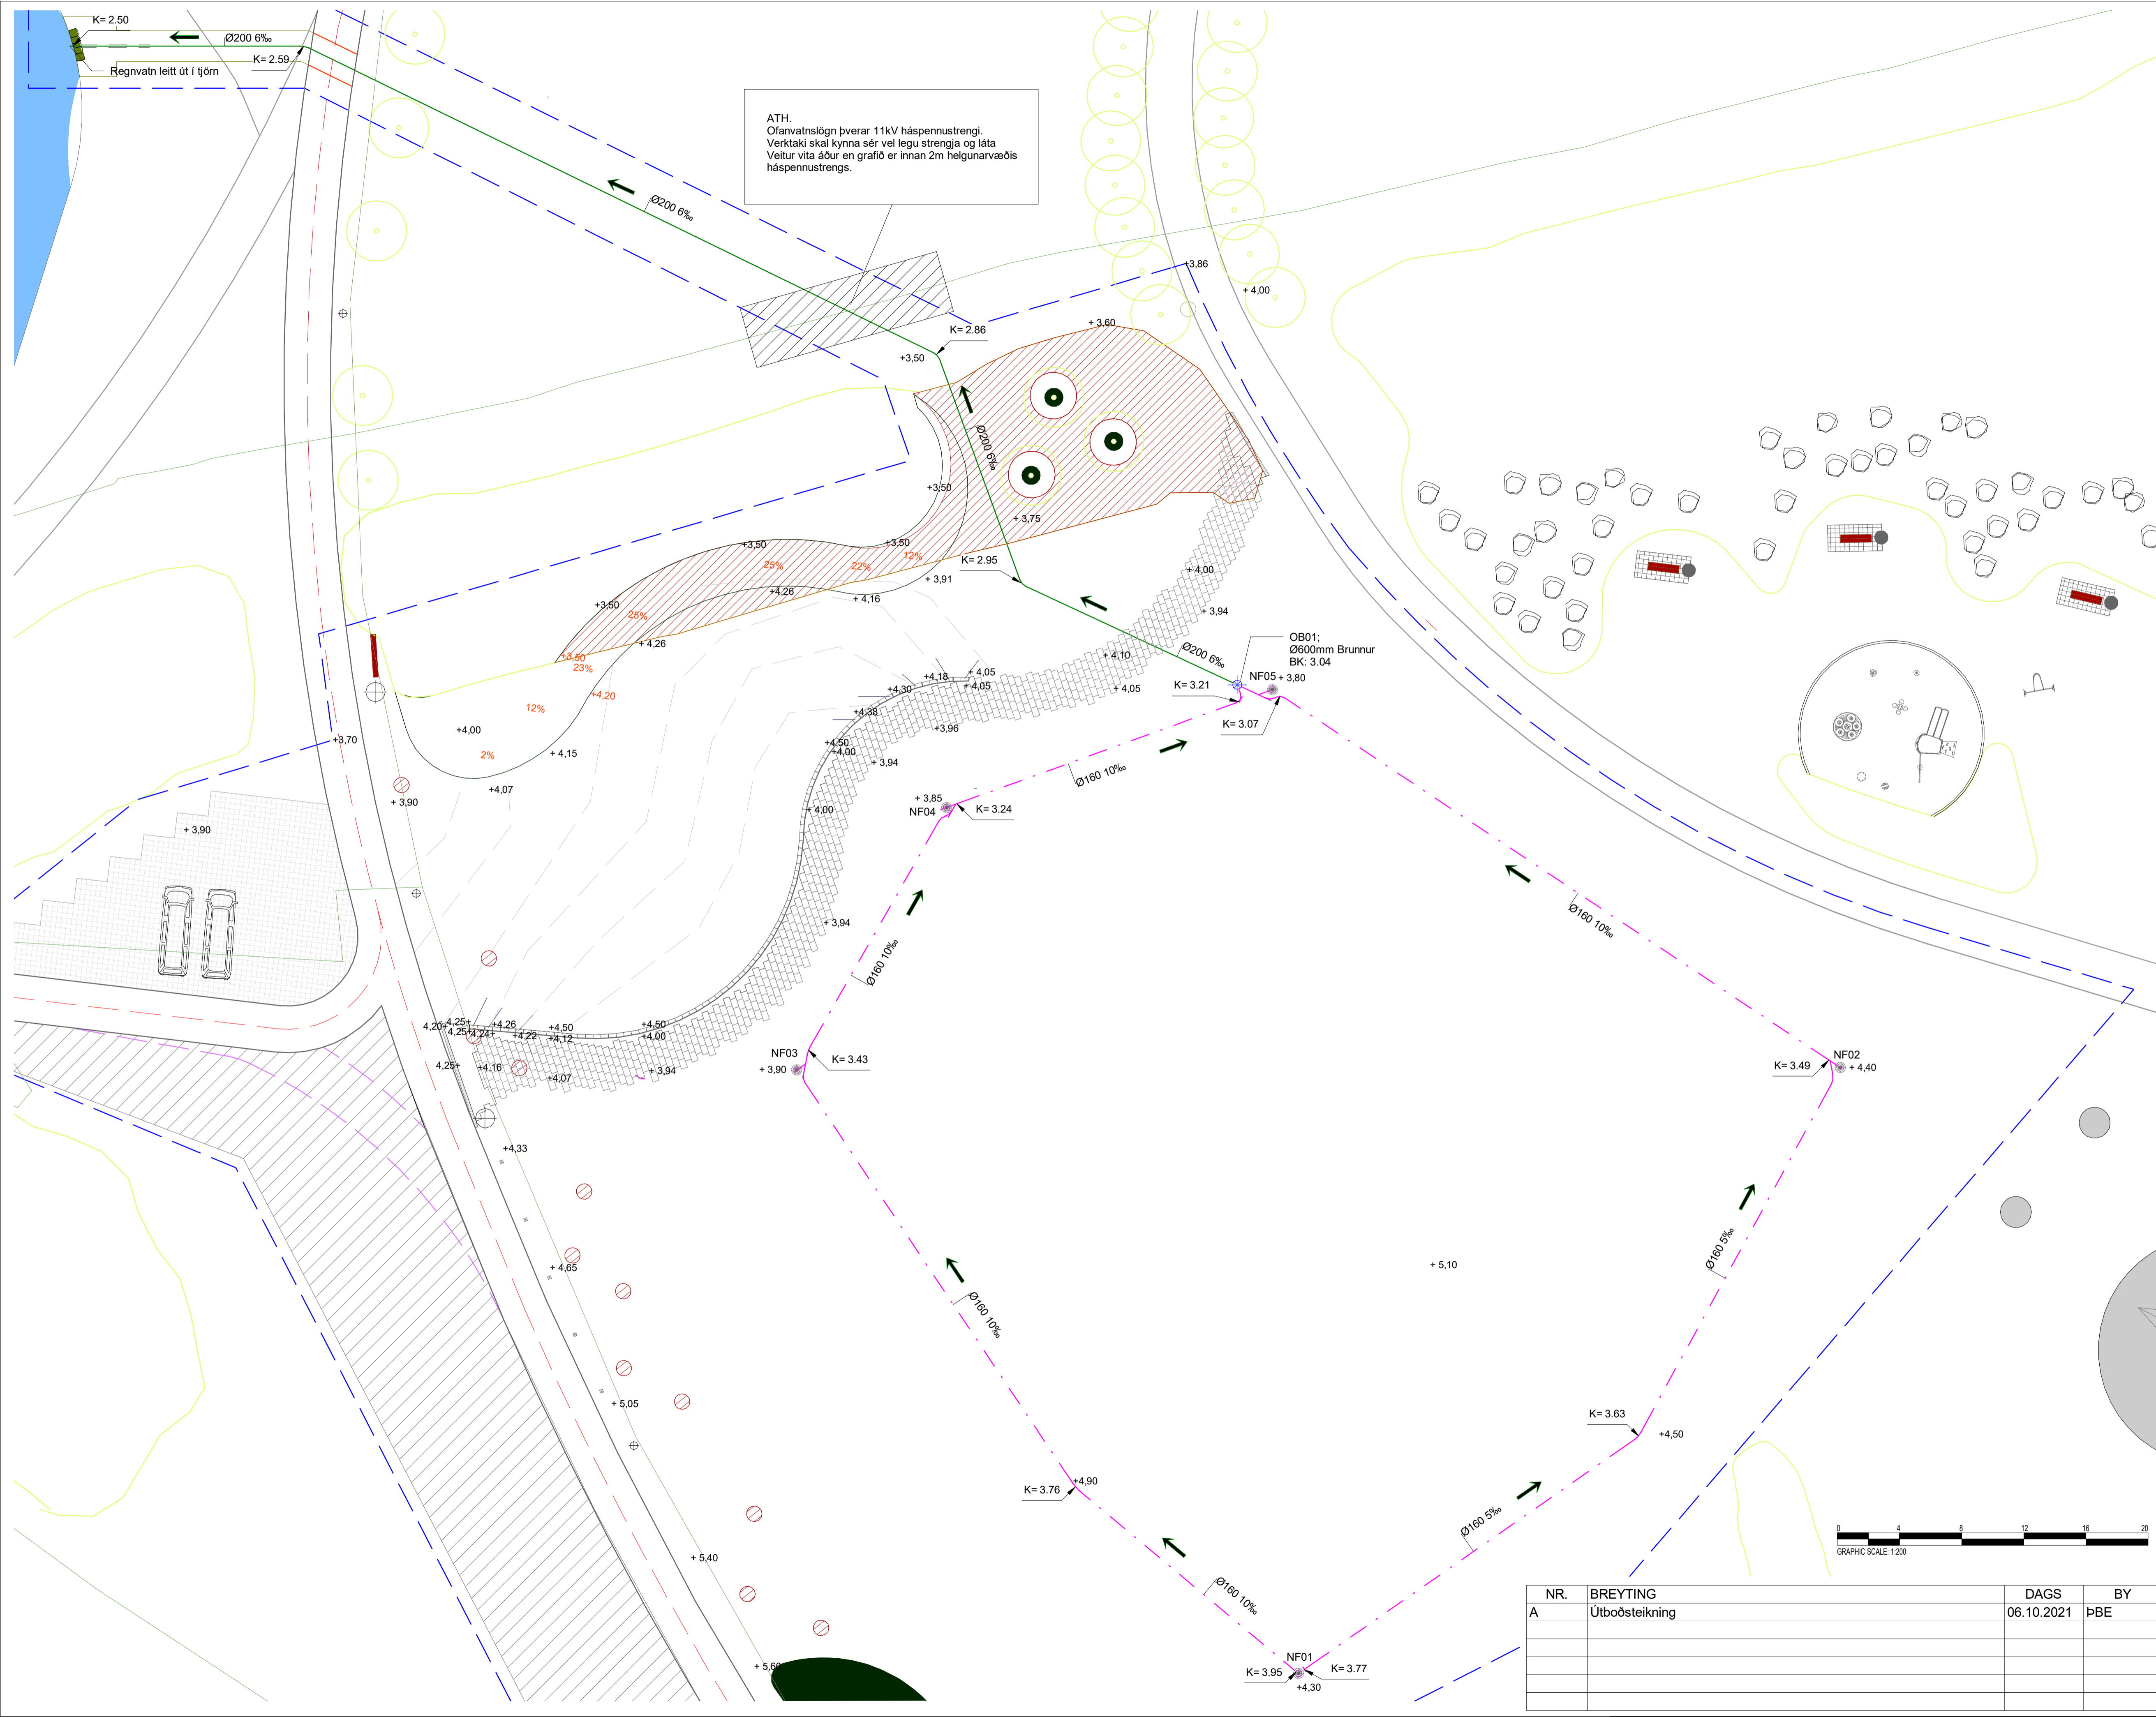 K= 2.50
Ø200 6‰
K= 2.59
Regnvatn leitt út í tjörn
ATH.
Ofanvatnslögn þverar 11kV háspennustrengi.
Verktaki skal kynna sér vel legu strengja og láta
Veitur vita áður en grafið er innan 2m helgunarvæðis
háspennustrengs.
Ø200 6‰
+3,86
+ 4,00
+ 3,60
K= 2.86
+3,50
Ø200 6‰
+3,50
+ 3,75
+3,50
+3,50
12%
25%
22%
K= 2.95
+ 3,91
+ 4,00
+4,26
+ 4,16
+3,50
25%
+ 3,94
+ 4,26
+3,50
23%
+ 4,10
Ø200 6‰
OB01;
Ø600mm Brunnur
BK: 3.04
+ 4,05
+4,18
+4,05
+4,30
+ 4,05
K= 3.21
NF05
+ 3,80
+4,20
12%
+4,38
K= 3.07
+4,00
+3,96
+3,70
+4,50
+4,00
2%
+ 4,15
+ 3,94
Ø160 10‰
+4,07
+ 3,90
+ 3,85
NF04
K= 3.24
+ 4,00
+ 3,90
+ 3,94
Ø160 10‰
Ø160 10‰
4,20+
4,25+
+4,26
+4,50
+4,50
4,25+
4,24+
+4,22
+4,12
+4,00
NF03
K= 3.43
+ 3,90
4,25+
+4,16
+4,07
+ 3,94
NF02
K= 3.49
+ 4,40
+4,33
+ 4,65
+ 5,10
Ø160 5‰
Ø160 10‰
+ 5,05
K= 3.63
+4,50
K= 3.76
+4,90
Ø160 5‰
+ 5,40
Ø160 10‰
0 4 8 12 16 20
GRAPHIC SCALE: 1:200
NR. BREYTING DAGS BY
A Útboðsteikning 06.10.2021 ÞBE
+ 5,60
NF01
K= 3.95
K= 3.77
+4,30